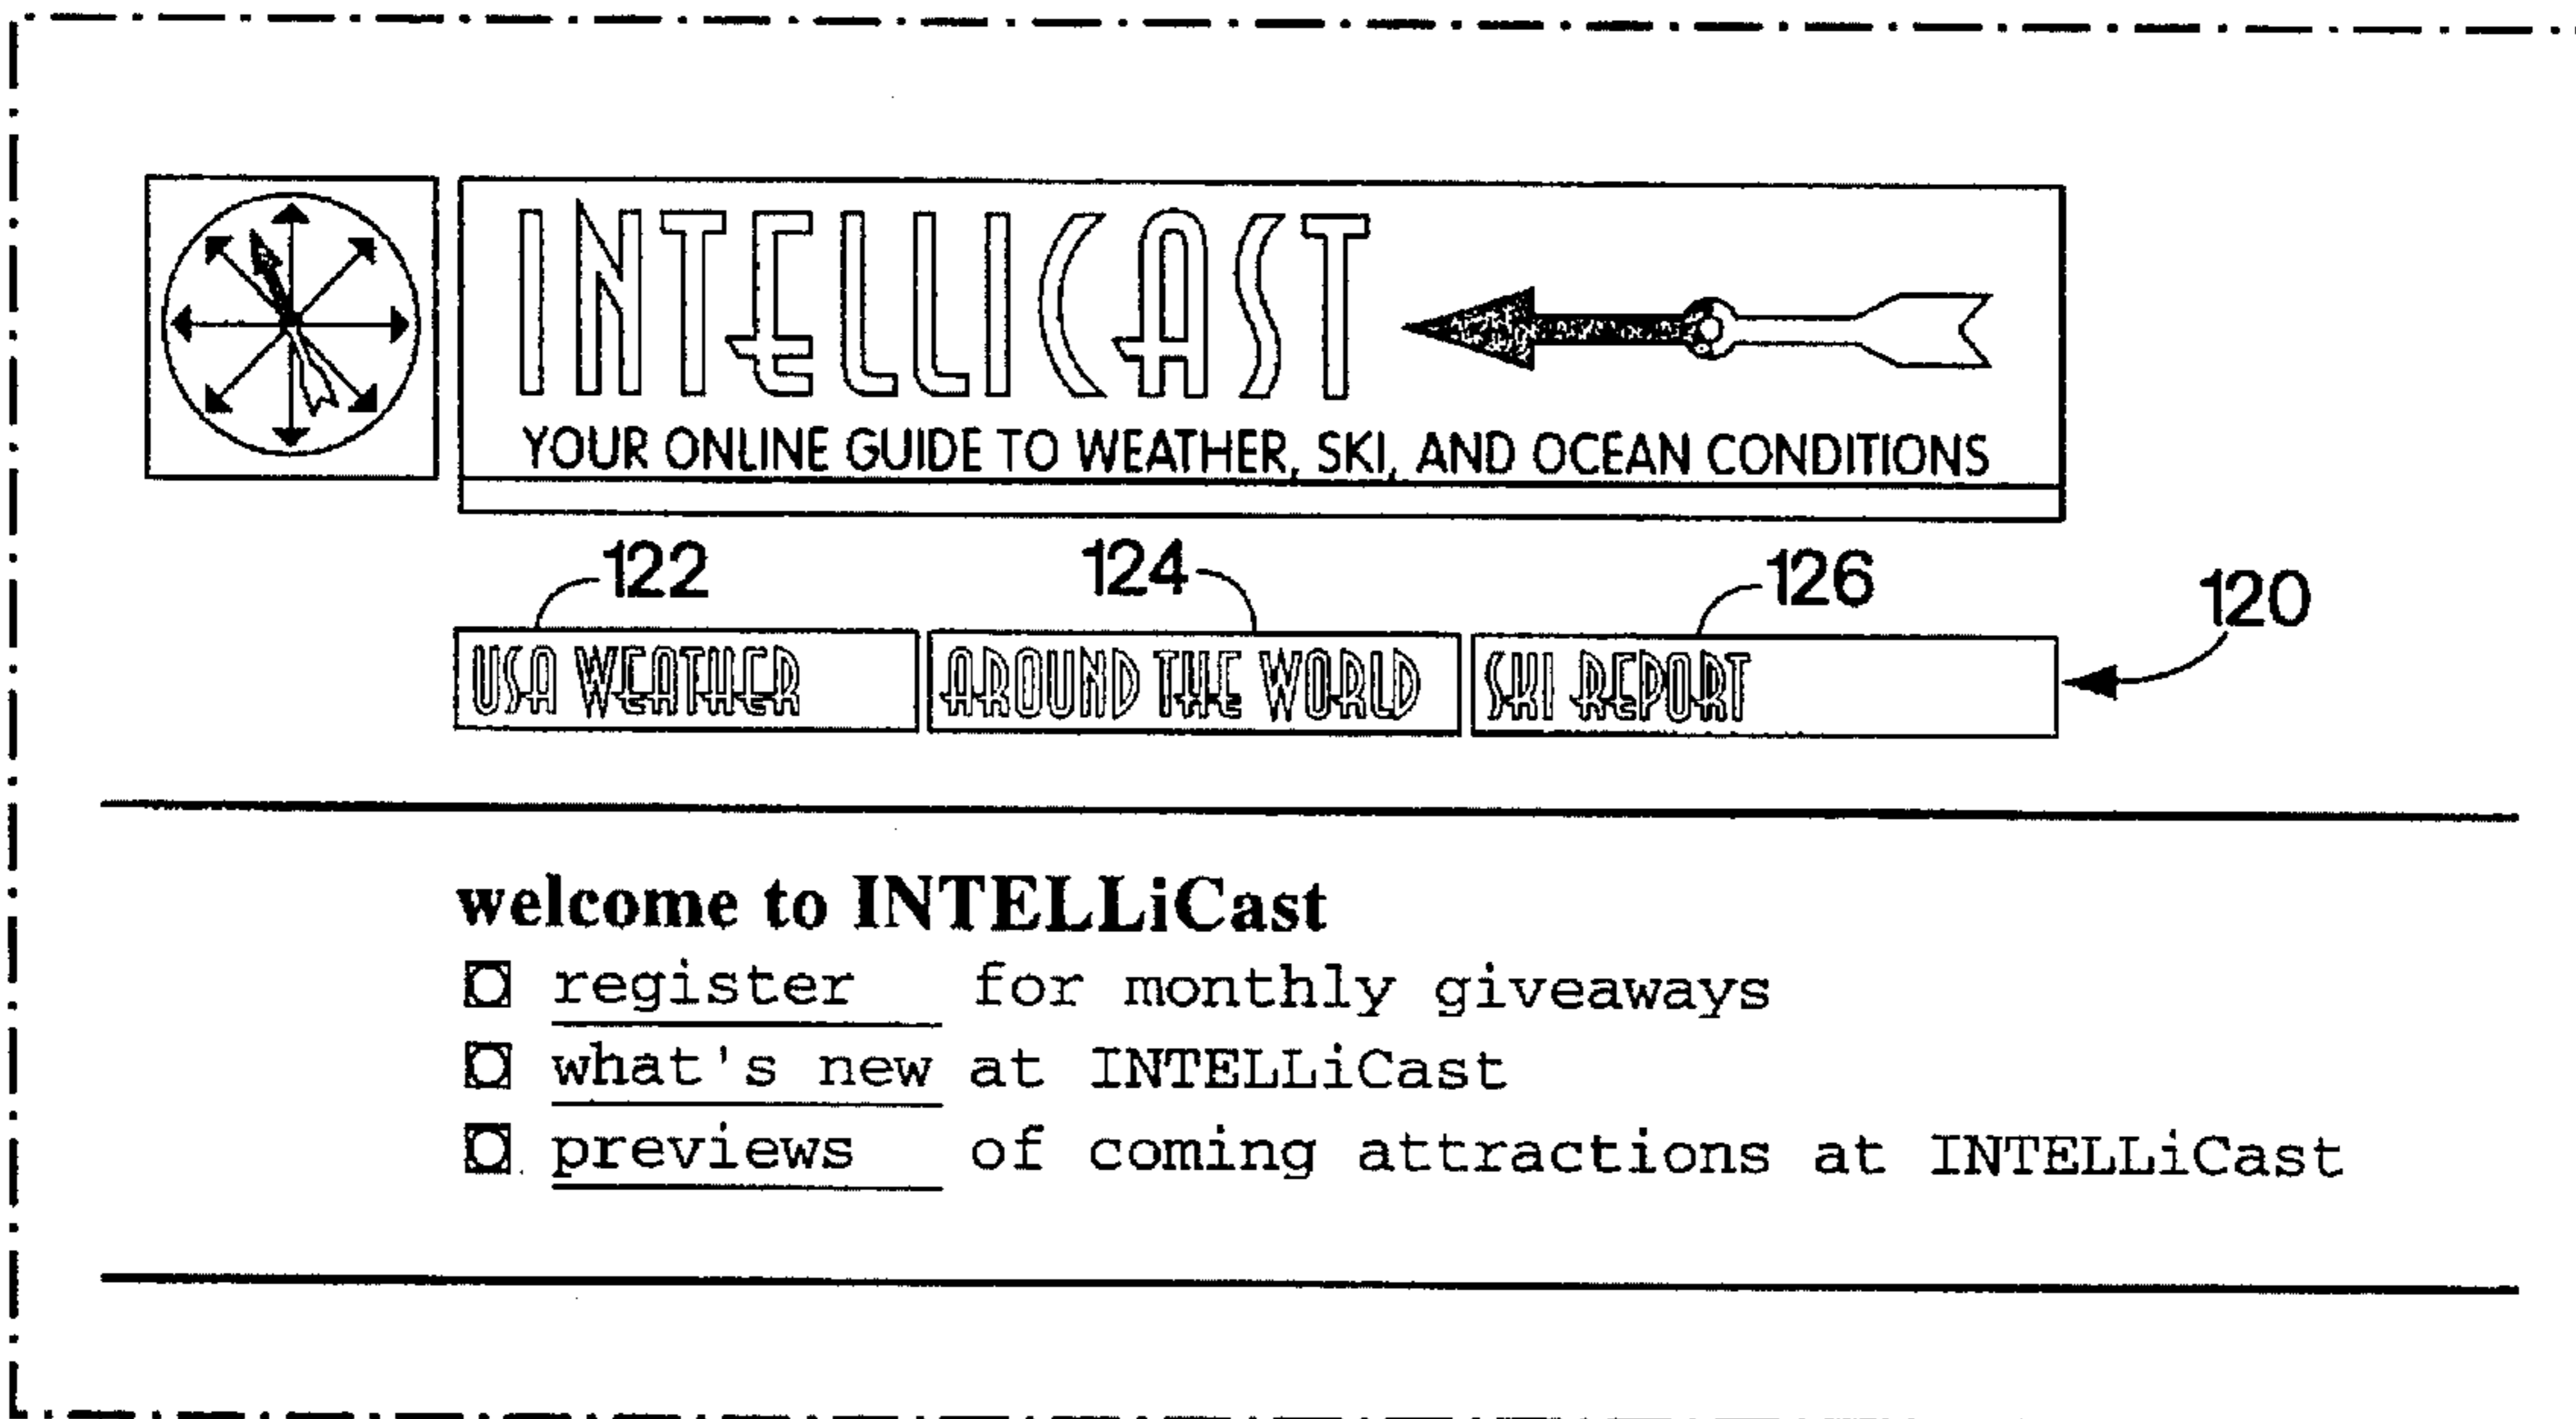 INTELLICAST
YOUR ONLINE GUIDE TO WEATHER, SKI, AND OCEAN CONDITIONS
122 124 126 120
USA WEATHER AROUND THE WORLD SKI REPORT
welcome to INTELLiCast
register for monthly giveaways
what's new at INTELLiCast
previews of coming attractions at INTELLiCast